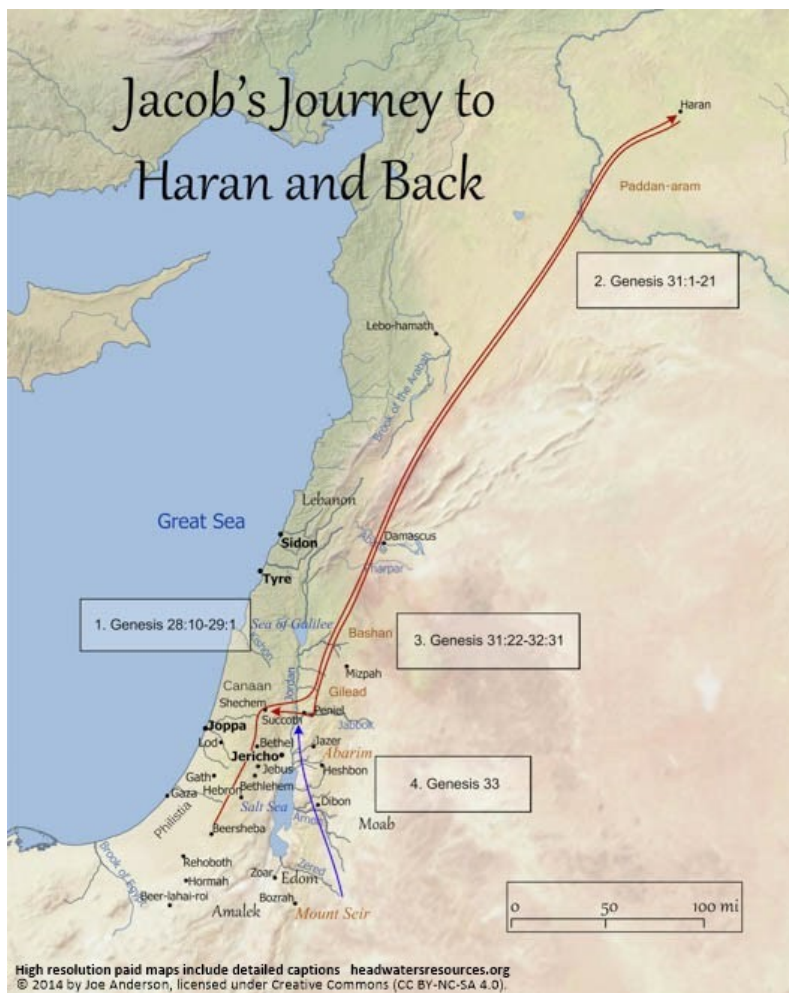 Jacob's Journey to
Haran and Back
Haran
Paddan-aram
2. Genesis 31:1-21
Lebo-hamath
Brook of the Arabah
Lebanon
Great Sea
Sidon
Damascus
Pharpar
Tyre
1. Genesis 28:10-29:1
Sea of Galilee
Kishon
Bashan
3. Genesis 31:22-32:31
Mizpah
Jordan
Canaan
Gilead
Shechem
Peniel
Succoth
Jabbok
Joppa
Lod
Bethel
Jazer
Abarim
Jericho
Jebus
Heshbon
4. Genesis 33
Gath
Bethlehem
Hebron
Gaza
Salt Sea
Dibon
Philistia
Arnon
Moab
Beersheba
Rehoboth
Zered
Hormah
Zoar
Edom
Brook of Egypt
Beer-lahai-roi
Bozrah
Amalek
Mount Seir
0 50 100 mi
High resolution paid maps include detailed captions headwatersresources.org
© 2014 by Joe Anderson, licensed under Creative Commons (CC BY-NC-SA 4.0).